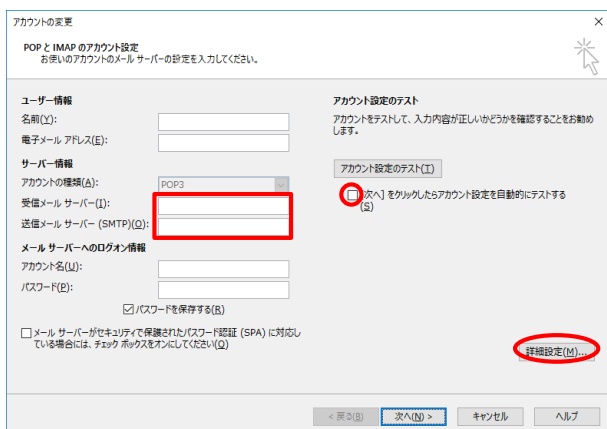 アカウントの変更
POP と IMAP のアカウント設定
お使いのアカウントのメール サーバーの設定を入力してください。
ユーザー情報
名前(Y):
電子メール アドレス(E):
サーバー情報
アカウントの種類(A):
POP3
受信メール サーバー(I):
送信メール サーバー (SMTP)(O):
メール サーバーへのログオン情報
アカウント名(U):
パスワード(P):
パスワードを保存する(R)
メール サーバーがセキュリティで保護されたパスワード認証 (SPA) に対応し
ている場合には、チェック ボックスをオンにしてください(Q)
アカウント設定のテスト
アカウントをテストして、入力内容が正しいかどうかを確認することをお勧め
します。
アカウント設定のテスト(T)
次へ] をクリックしたらアカウント設定を自動的にテストする
(S)
詳細設定(M)...
< 戻る(B)
次へ(N) >
キャンセル
ヘルプ